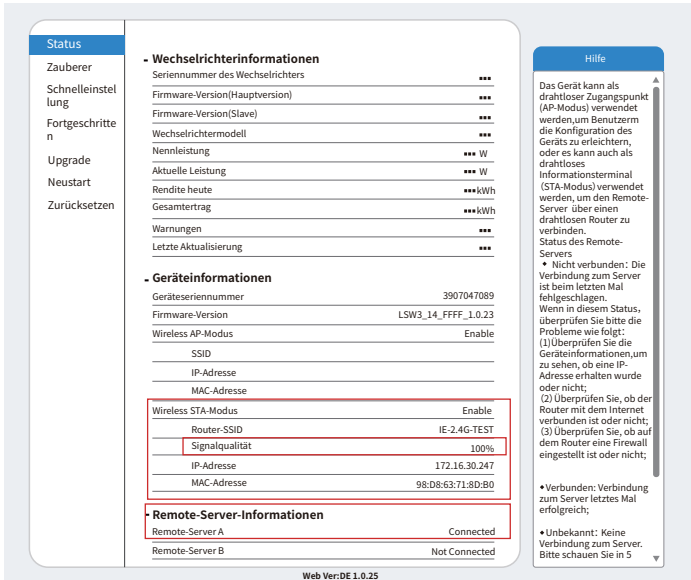 Status
Zauberer
Schnelleinstel
lung
Fortgeschritte
n
Upgrade
Neustart
Zurücksetzen
- Wechselrichterinformationen
Seriennummer des Wechselrichters ▪▪▪
Firmware-Version(Hauptversion) ▪▪▪
Firmware-Version(Slave) ▪▪▪
Wechselrichtermodell ▪▪▪
Nennleistung ▪▪▪ W
Aktuelle Leistung ▪▪▪ W
Rendite heute ▪▪▪kWh
Gesamtertrag ▪▪▪kWh
Warnungen ▪▪▪
Letzte Aktualisierung ▪▪▪
- Geräteinformationen
Geräteseriennummer 3907047089
Firmware-Version LSW3_14_FFFF_1.0.23
Wireless AP-Modus Enable
SSID
IP-Adresse
MAC-Adresse
Wireless STA-Modus Enable
Router-SSID IE-2.4G-TEST
Signalqualität 100%
IP-Adresse 172.16.30.247
MAC-Adresse 98:D8:63:71:8D:B0
- Remote-Server-Informationen
Remote-Server A Connected
Remote-Server B Not Connected
Hilfe
Das Gerät kann als
drahtloser Zugangspunkt
(AP-Modus) verwendet
werden,um Benutzerm
die Konfiguration des
Geräts zu erleichtern,
oder es kann auch als
drahtloses
Informationsterminal
(STA-Modus)verwendet
werden, um den Remote-
Server über einen
drahtlosen Router zu
verbinden.
Status des Remote-
Servers
◆ Nicht verbunden: Die
Verbindung zum Server
ist beim letzten Mal
fehlgeschlagen.
Wenn in diesem Status,
überprüfen Sie bitte die
Probleme wie folgt:
(1)Überprüfen Sie die
Geräteinformationen,um
zu sehen, ob eine IP-
Adresse erhalten wurde
oder nicht;
(2)Überprüfen Sie, ob der
Router mit dem Internet
verbunden ist oder nicht;
(3)Überprüfen Sie, ob auf
dem Router eine Firewall
eingestellt ist oder nicht;
◆Verbunden: Verbindung
zum Server letztes Mal
erfolgreich;
◆Unbekannt: Keine
Verbindung zum Server.
Bitte schauen Sie in 5
Web Ver:DE 1.0.25